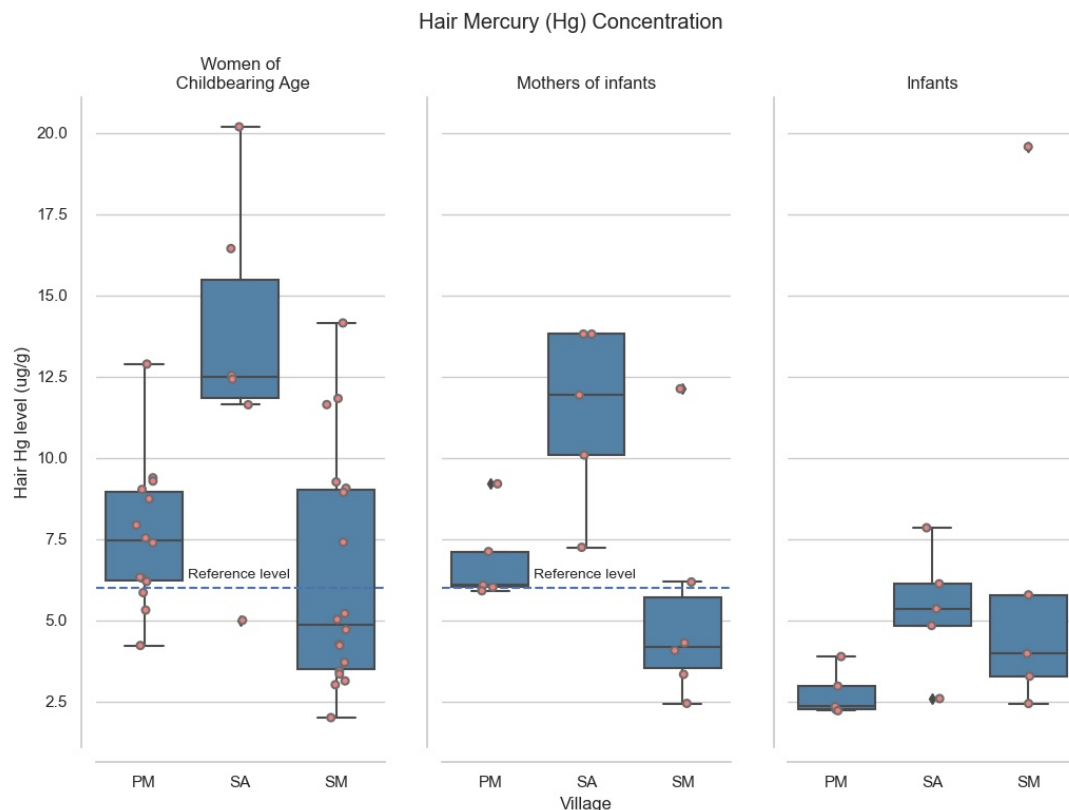 Hair Mercury (Hg) Concentration
Women of
Childbearing Age
Mothers of infants
Infants
20.0
17.5
15.0
12.5
10.0
7.5
5.0
2.5
Hair Hg level (ug/g)
Reference level
Reference level
PM
SA
SM
PM
SA
SM
PM
SA
SM
Village